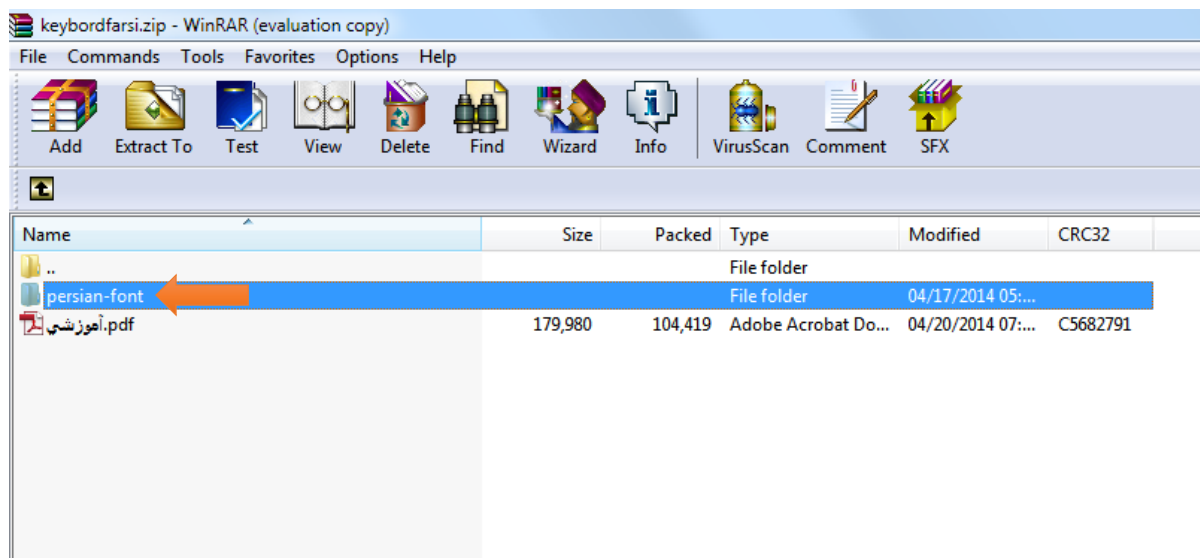 keybordfarsi.zip - WinRAR (evaluation copy)
File Commands Tools Favorites Options Help
Add Extract To Test View Delete Find Wizard Info VirusScan Comment SFX
Name Size Packed Type Modified CRC32
.. File folder
persian-font File folder 04/17/2014 05:...
آموزشي.pdf 179,980 104,419 Adobe Acrobat Do... 04/20/2014 07:... C5682791